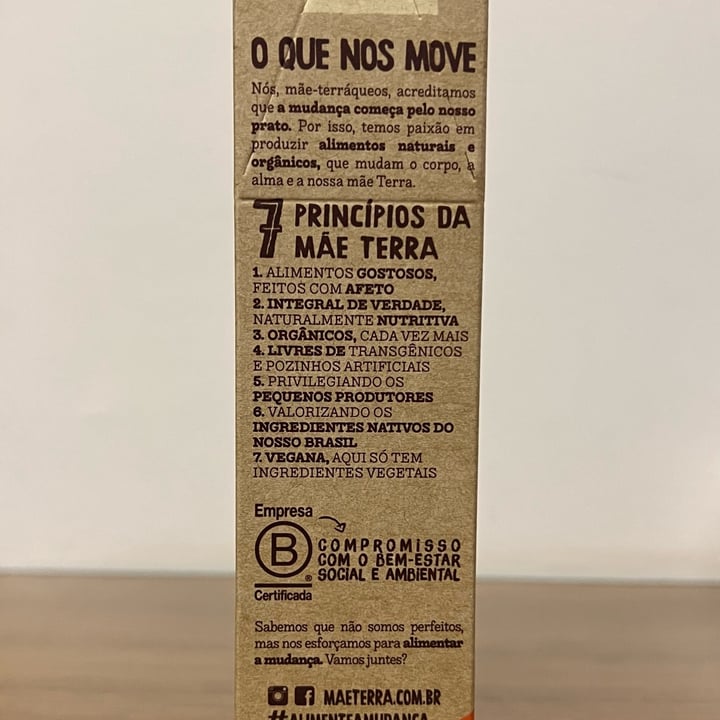 O QUE NOS MOVE
Nós, mãe-terráqueos, acreditamos
que a mudança começa pelo nosso
prato. Por isso, temos paixão em
produzir alimentos naturais e
orgânicos, que mudam o corpo, a
alma e a nossa mãe Terra.
7 PRINCÍPIOS DA
MÃE TERRA
1. ALIMENTOS GOSTOSOS,
FEITOS COM AFETO
2. INTEGRAL DE VERDADE,
NATURALMENTE NUTRITIVA
3. ORGÂNICOS, CADA VEZ MAIS
4. LIVRES DE TRANSGÊNICOS
E POZINHOS ARTIFICIAIS
5. PRIVILEGIANDO OS
PEQUENOS PRODUTORES
6. VALORIZANDO OS
INGREDIENTES NATIVOS DO
NOSSO BRASIL
7. VEGANA, AQUI SÓ TEM
INGREDIENTES VEGETAIS
Empresa
B
®
Certificada
COMPROMISSO
COM O BEM-ESTAR
SOCIAL E AMBIENTAL
Sabemos que não somos perfeitos,
mas nos esforçamos para alimentar
a mudança. Vamos juntes?
MAETERRA.COM.BR
#ALIMENTEAMUDANÇA